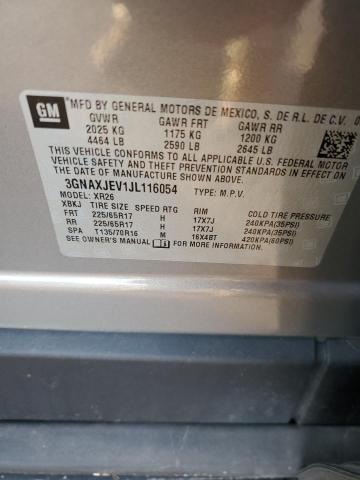 GM
MFD BY GENERAL MOTORS DE MEXICO, S. DE R.L. DE C.V. 0
GVWR GAWR FRT GAWR RR
2025 KG 1175 KG 1200 KG
4464 LB 2590 LB 2645 LB
THIS VEHICLE CONFORMS TO ALL APPLICABLE U.S. FEDERAL MOTOR
VEHICLE SAFETY, BUMPER, AND THEFT PREVENTION STANDARDS IN EFFECT ON
THE DATE OF MANUFACTURE SHOWN ABOVE.
3GNAXJEV1JL116054 TYPE: M.P.V.
MODEL: XR26
XBKJ TIRE SIZE SPEED RTG RIM COLD TIRE PRESSURE
FRT 225/65R17 H 17X7J 240KPA(35PSI)
RR 225/65R17 H 17X7J 240KPA(35PSI)
SPA T135/70R16 M 16X4BT 420KPA(60PSI)
SEE OWNER'S MANUAL FOR MORE INFORMATION.